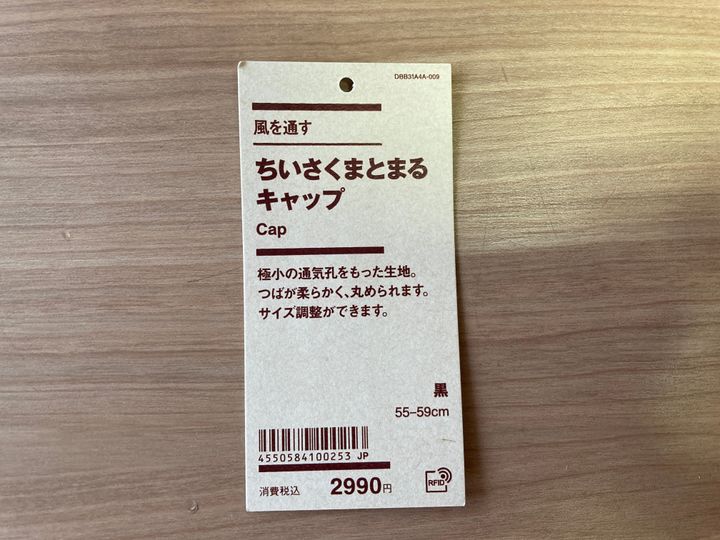 DBB31A4A-009
風を通す
ちいさくまとまる
キャップ
Cap
極小の通気孔をもった生地。
つばが柔らかく、丸められます。
サイズ調整ができます。
黒
55–59cm
4550584100253 JP
消費税込 2990円
RFID